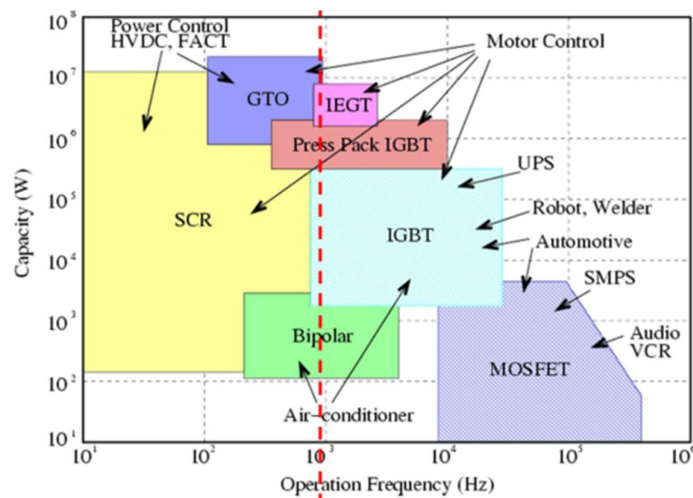 Power Control
HVDC, FACT
Motor Control
GTO
IEGT
Press Pack IGBT
UPS
SCR
IGBT
Robot, Welder
Automotive
SMPS
Bipolar
Audio
VCR
MOSFET
Air-conditioner
Capacity (W)
10⁸
10⁷
10⁶
10⁵
10⁴
10³
10²
10¹
10¹ 10² 10³ 10⁴ 10⁵ 10⁶
Operation Frequency (Hz)